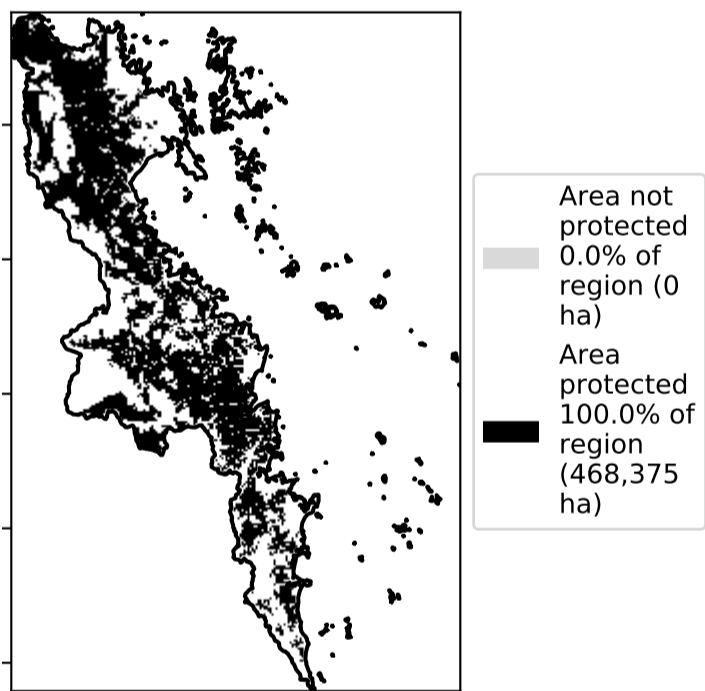 Area not
protected
0.0% of
region (0
ha)
Area
protected
100.0% of
region
(468,375
ha)